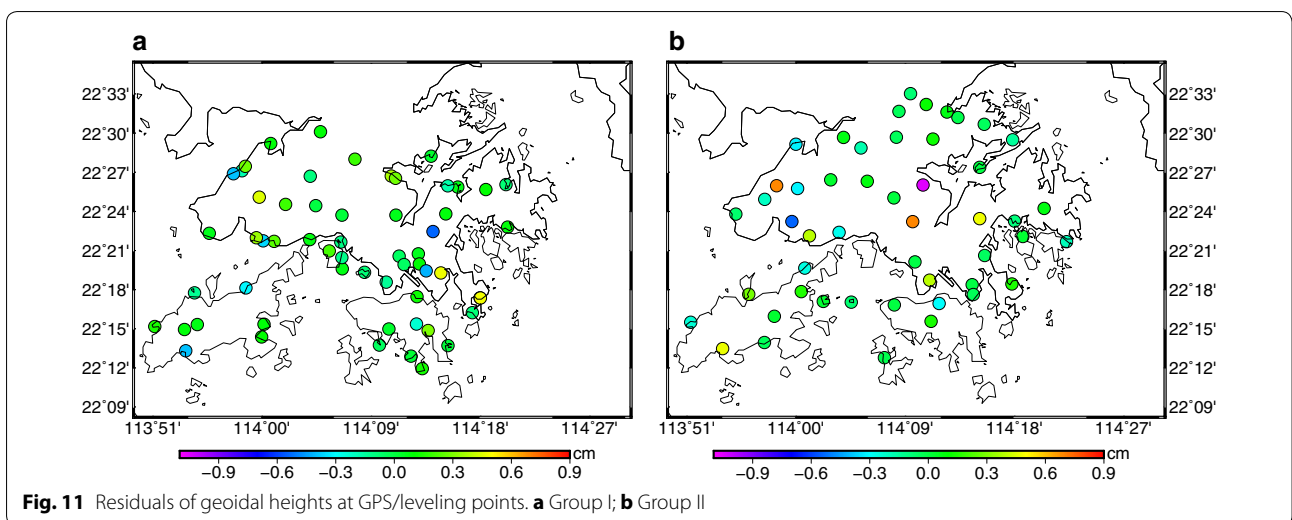 a
b
22°33'
22°30'
22°27'
22°24'
22°21'
22°18'
22°15'
22°12'
22°09'
22°33'
22°30'
22°27'
22°24'
22°21'
22°18'
22°15'
22°12'
22°09'
113°51' 114°00' 114°09' 114°18' 114°27'
113°51' 114°00' 114°09' 114°18' 114°27'
cm
−0.9 −0.6 −0.3 0.0 0.3 0.6 0.9
cm
−0.9 −0.6 −0.3 0.0 0.3 0.6 0.9
Fig. 11 Residuals of geoidal heights at GPS/leveling points. a Group I; b Group II